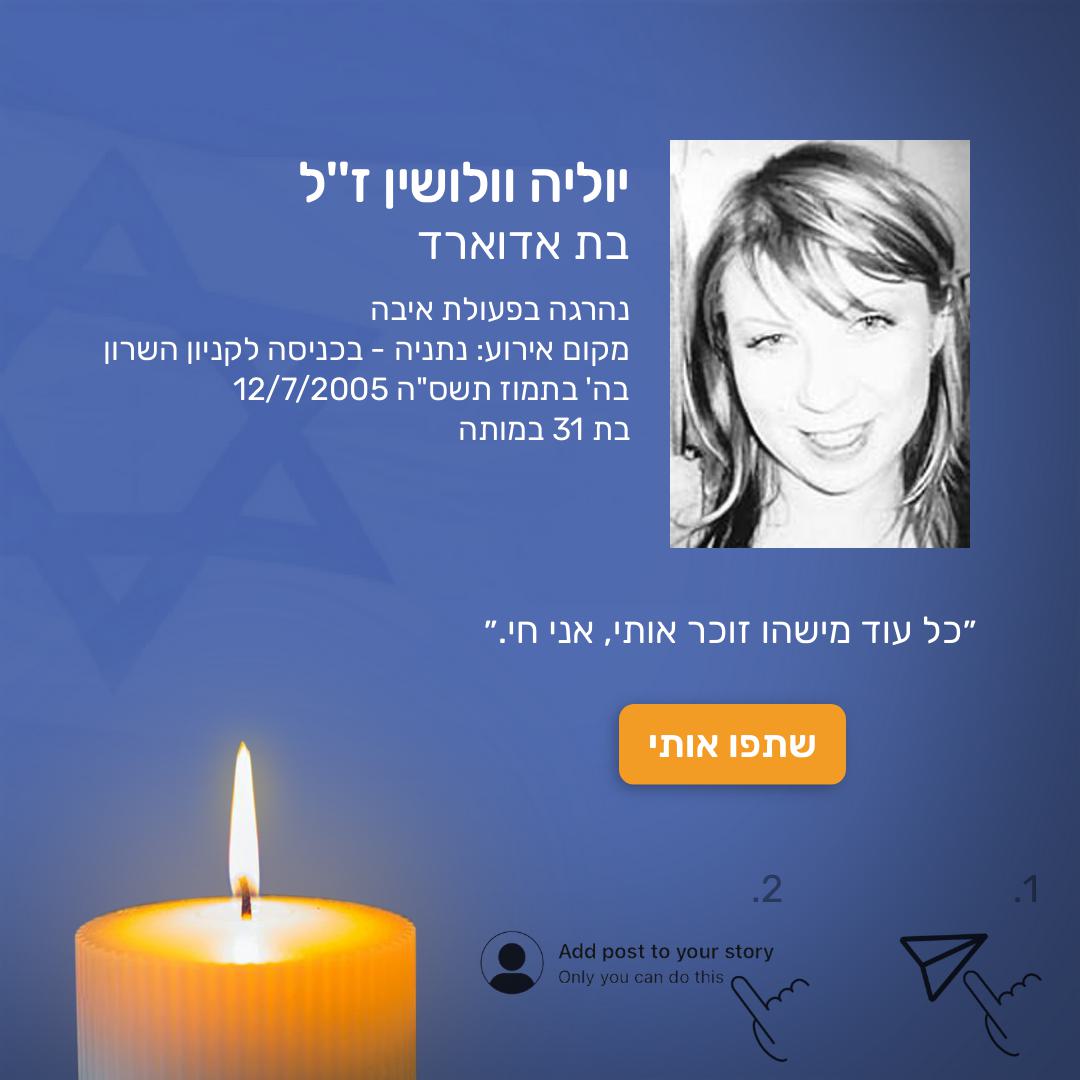 יוליה וולושין ז"ל
בת אדוארד
נהרגה בפעולת איבה
מקום אירוע: נתניה - בכניסה לקניון השרון
בה' בתמוז תשס"ה 12/7/2005
בת 31 במותה
״כל עוד מישהו זוכר אותי, אני חי.״
שתפו אותי
1.
2.
Add post to your story
Only you can do this